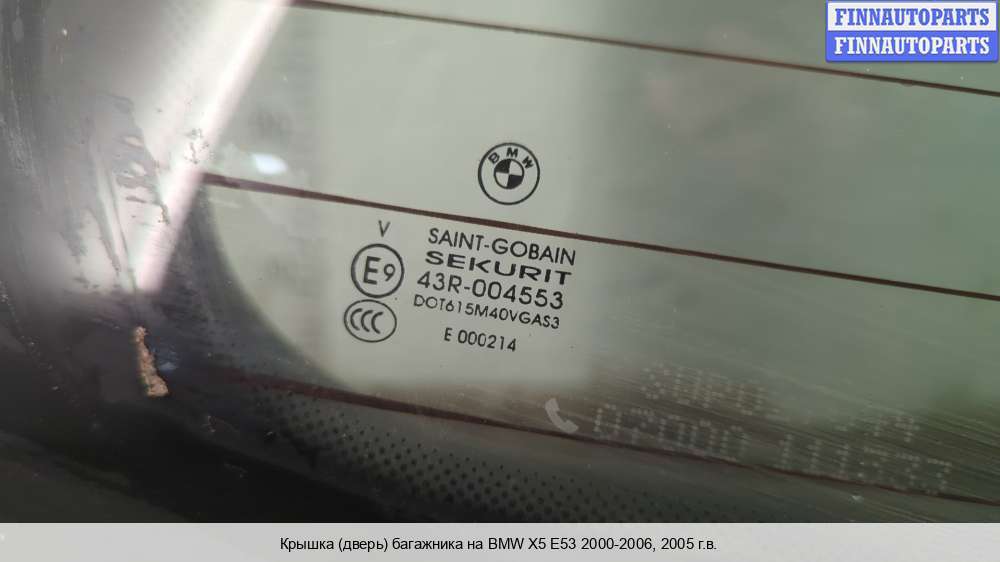 FINNAUTOPARTS
FINNAUTOPARTS
BMW
V
SAINT-GOBAIN
SEKURIT
E9
43R-004553
DOT615M40VGAS3
CCC
E 000214
Крышка (дверь) багажника на BMW X5 E53 2000-2006, 2005 г.в.